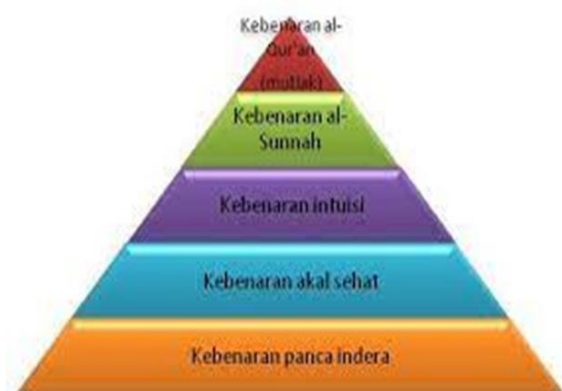 Kebenaran al-
Qur'an
(mutlak)
Kebenaran al-
Sunnah
Kebenaran intuisi
Kebenaran akal sehat
Kebenaran panca indera